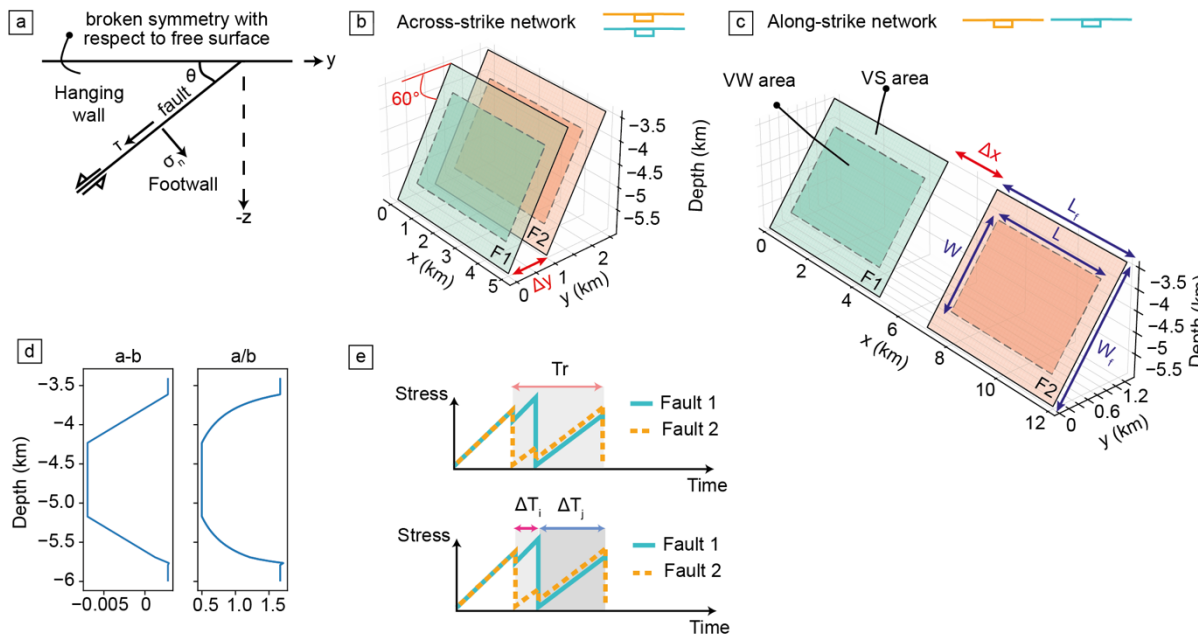 a
broken symmetry with
respect to free surface
y
θ
Hanging
wall
fault
τ
σn
Footwall
-z
b
Across-strike network
60°
−3.5
−4
−4.5
−5
−5.5
Depth (km)
0
1
2
3
4
5
x (km)
F1
F2
Δy
0
1
2
y (km)
c
Along-strike network
VW area
VS area
Δx
Lf
L
W
Wf
F1
F2
0
2
4
6
8
10
12
x (km)
0
0.6
1.2
y (km)
−3.5
−4
−4.5
−5
−5.5
Depth (km)
d
a-b
a/b
−3.5
−4
−4.5
−5.0
−5.5
−6
Depth (km)
−0.005
0
0.5
1.0
1.5
e
Tr
Stress
Fault 1
Fault 2
Time
ΔTi
ΔTj
Stress
Fault 1
Fault 2
Time